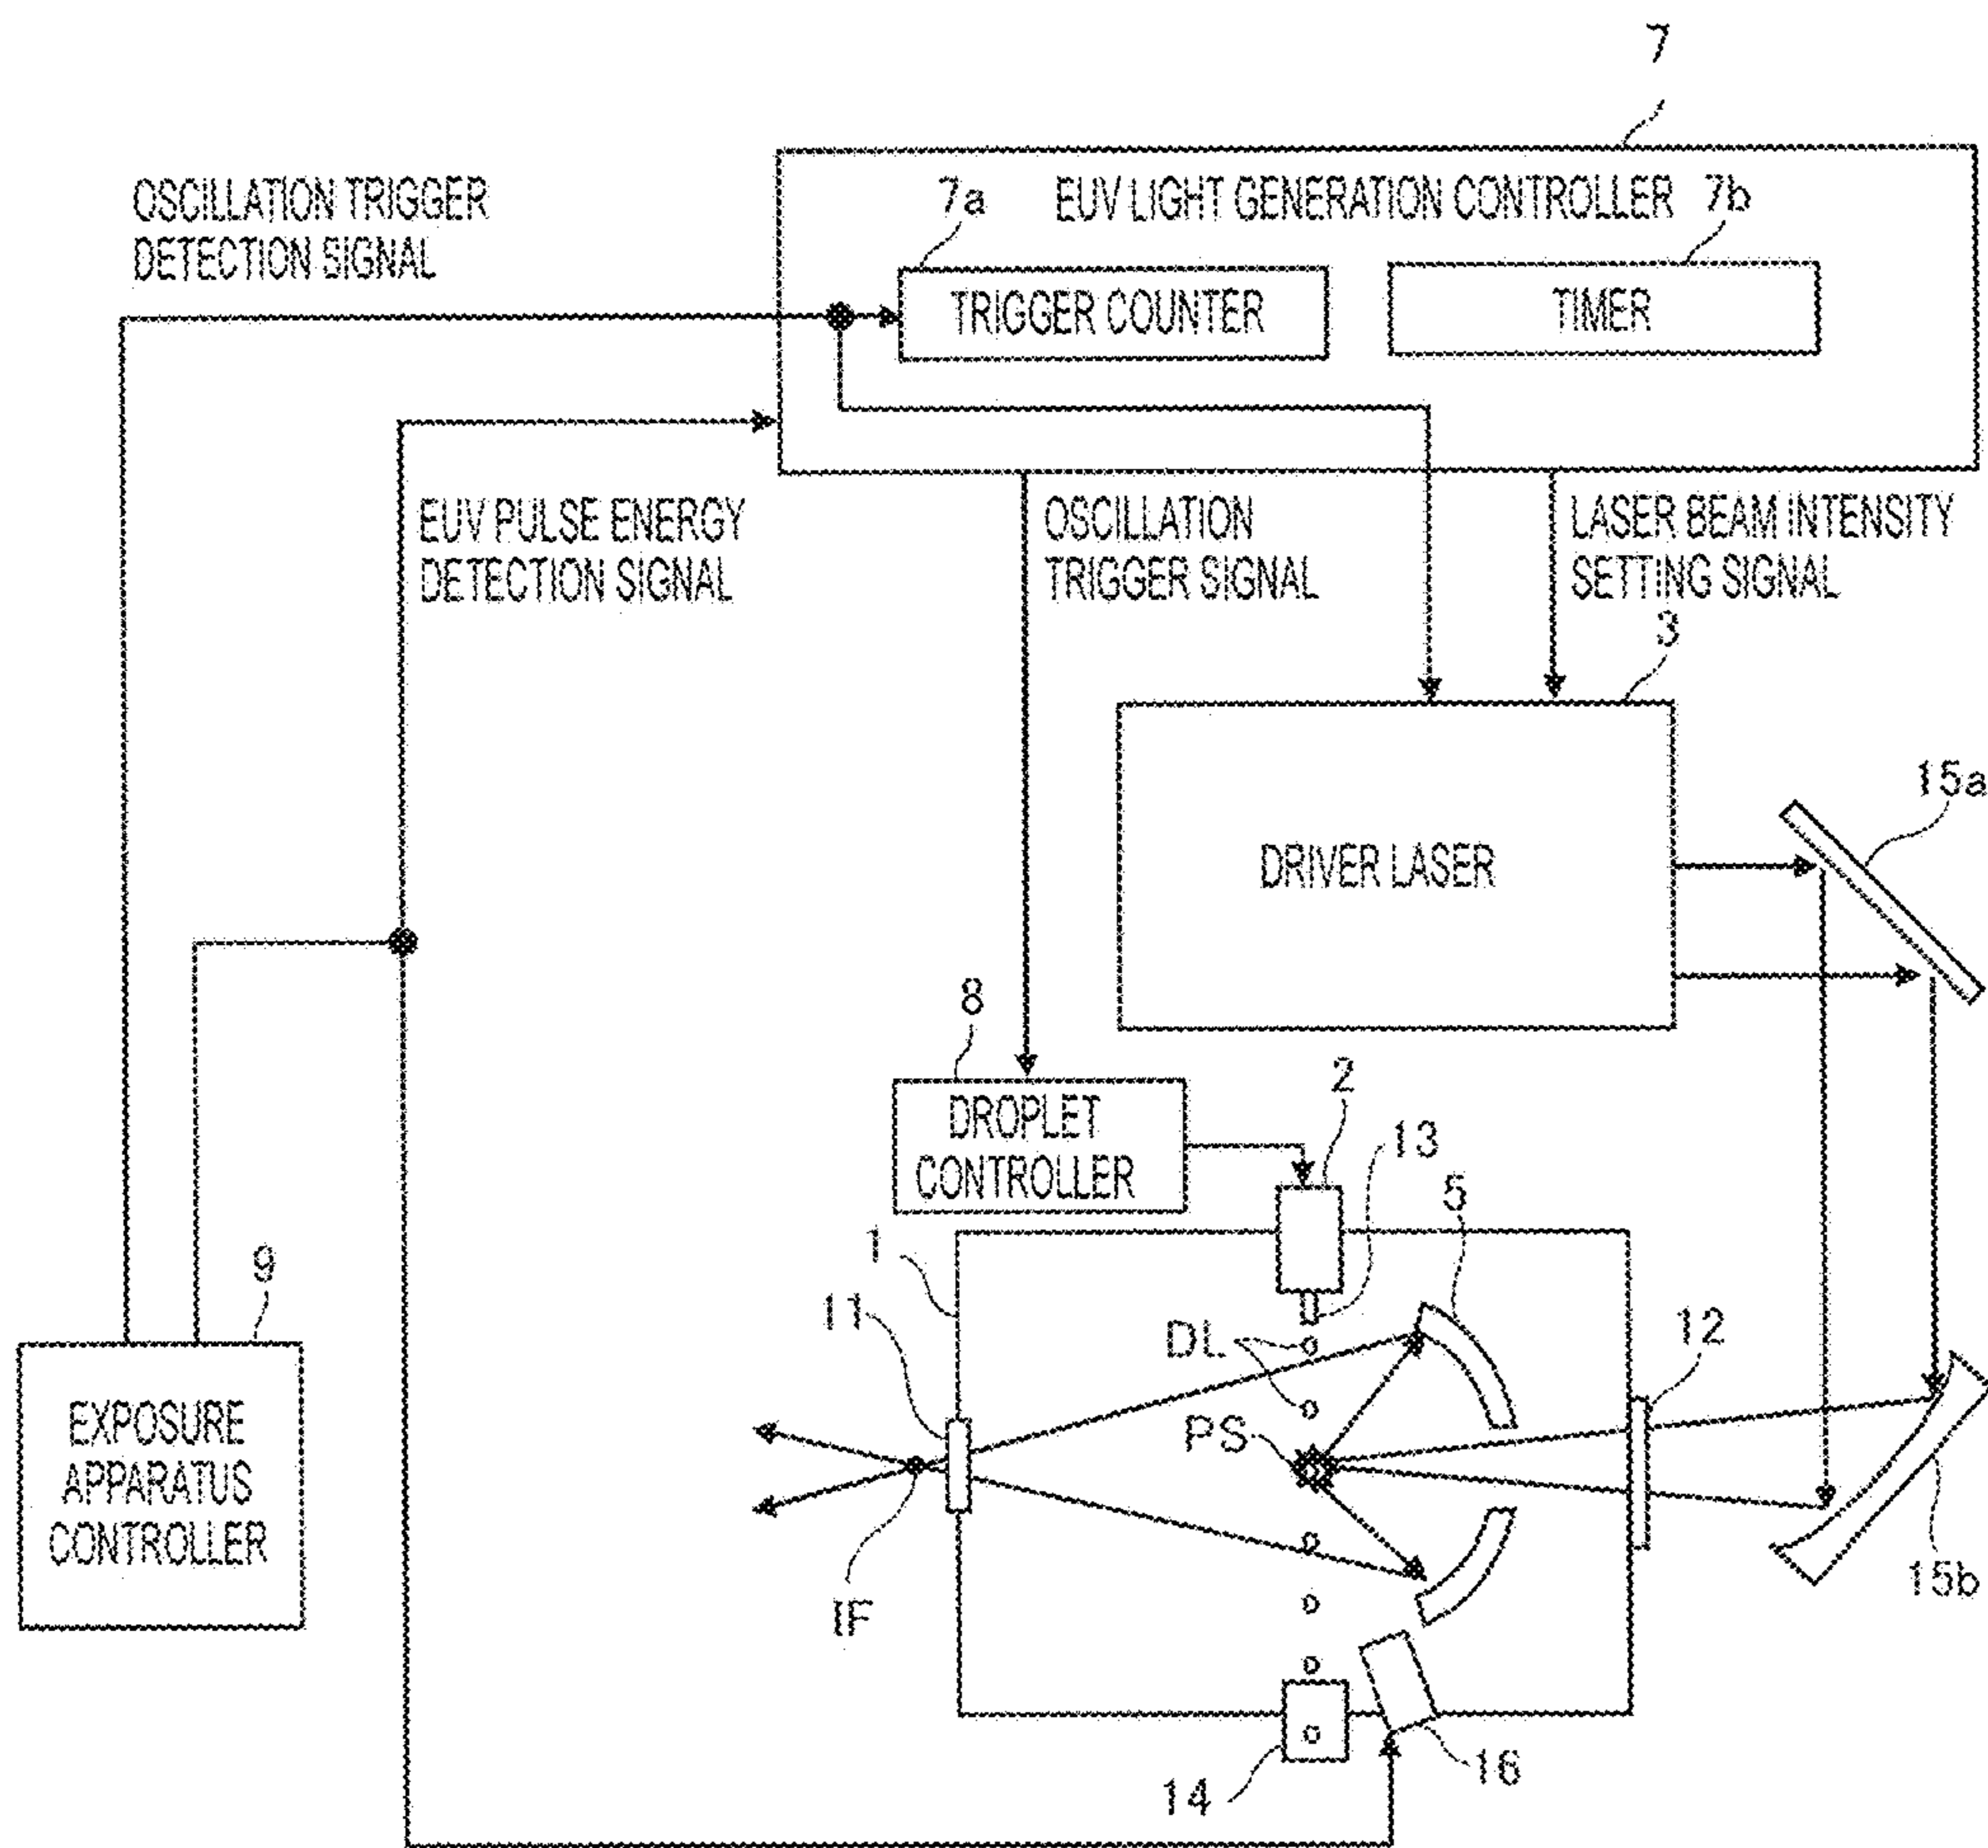 7
OSCILLATION TRIGGER
DETECTION SIGNAL
7a
EUV LIGHT GENERATION CONTROLLER
7b
TRIGGER COUNTER
TIMER
EUV PULSE ENERGY
DETECTION SIGNAL
OSCILLATION
TRIGGER SIGNAL
LASER BEAM INTENSITY
SETTING SIGNAL
3
15a
DRIVER LASER
8
2
DROPLET
CONTROLLER
13
5
1
9
11
DL
12
EXPOSURE
APPARATUS
CONTROLLER
PS
IF
15b
14
16